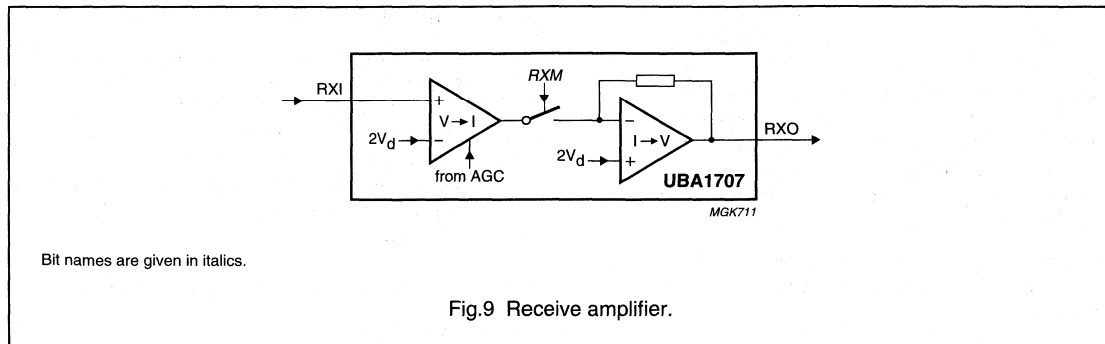 RXM
RXI
+
V→I
2Vd
−
from AGC
−
I→V
2Vd
+
RXO
UBA1707
MGK711
Bit names are given in italics.
Fig.9 Receive amplifier.